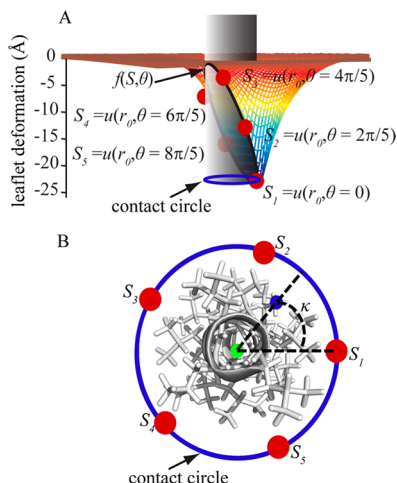 A
leaflet deformation (Å)
0
-5
-10
-15
-20
-25
f(S,θ)
S₃=u(r₀,θ = 4π/5)
S₄=u(r₀,θ = 6π/5)
S₂=u(r₀,θ = 2π/5)
S₅=u(r₀,θ = 8π/5)
S₁=u(r₀,θ = 0)
contact circle
B
S₂
S₃
κ
S₁
S₄
S₅
contact circle